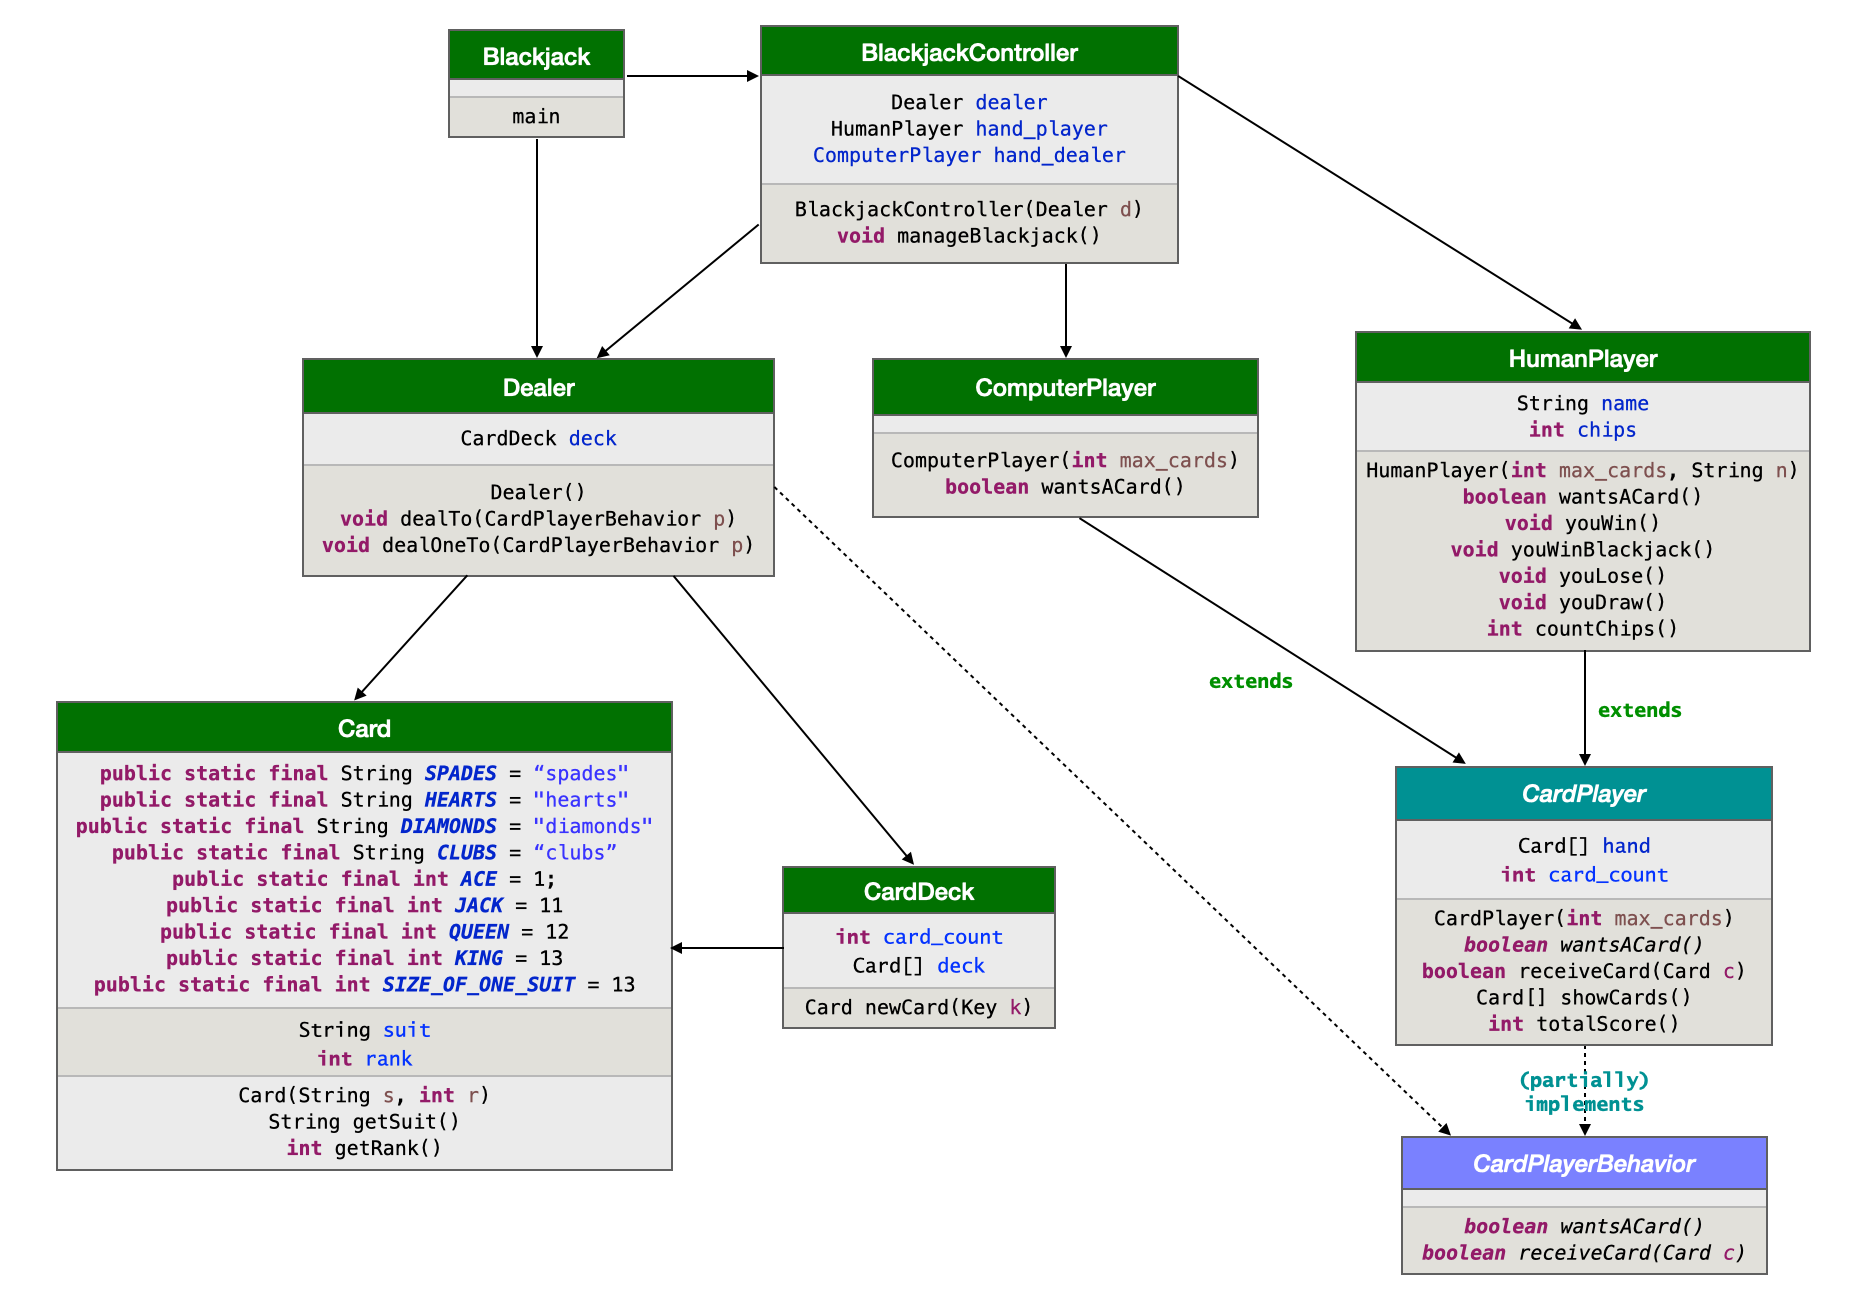 Blackjack
main
BlackjackController
Dealer dealer
HumanPlayer hand_player
ComputerPlayer hand_dealer
BlackjackController(Dealer d)
void manageBlackjack()
Dealer
CardDeck deck
Dealer()
void dealTo(CardPlayerBehavior p)
void dealOneTo(CardPlayerBehavior p)
ComputerPlayer
ComputerPlayer(int max_cards)
boolean wantsACard()
HumanPlayer
String name
int chips
HumanPlayer(int max_cards, String n)
boolean wantsACard()
void youWin()
void youWinBlackjack()
void youLose()
void youDraw()
int countChips()
extends
extends
Card
public static final String SPADES = “spades"
public static final String HEARTS = "hearts"
public static final String DIAMONDS = "diamonds"
public static final String CLUBS = “clubs”
public static final int ACE = 1;
public static final int JACK = 11
public static final int QUEEN = 12
public static final int KING = 13
public static final int SIZE_OF_ONE_SUIT = 13
String suit
int rank
Card(String s, int r)
String getSuit()
int getRank()
CardDeck
int card_count
Card[] deck
Card newCard(Key k)
CardPlayer
Card[] hand
int card_count
CardPlayer(int max_cards)
boolean wantsACard()
boolean receiveCard(Card c)
Card[] showCards()
int totalScore()
(partially)
implements
CardPlayerBehavior
boolean wantsACard()
boolean receiveCard(Card c)